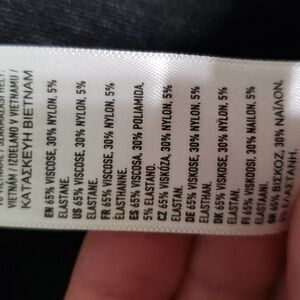 VIETNAM / IZDELANO V VIETNAMU /
ΚΑΤΑΣΚΕΥΗ ΒΙΕΤΝΑΜ
EN 65% VISCOSE, 30% NYLON, 5%
ELASTANE.
US 65% VISCOSE, 30% NYLON, 5%
ELASTANE.
FR 65% VISCOSE, 30% NYLON, 5%
ELASTHANNE.
ES 65% VISCOSA, 30% POLIAMIDA,
5% ELASTANO.
CZ 65% VISKÓZA, 30% NYLON, 5%
ELASTAN.
DE 65% VISKOSE, 30% NYLON, 5%
ELASTHAN.
DK 65% VISKOSE, 30% NYLON, 5%
ELASTAN.
FI 65% VISKOOSI, 30% NAILON, 5%
ELASTAANI.
GR 65% ΒΙΣΚΟΖ, 30% ΝΑΪΛΟΝ,
5% ΕΛΑΣΤΑΝΗ.